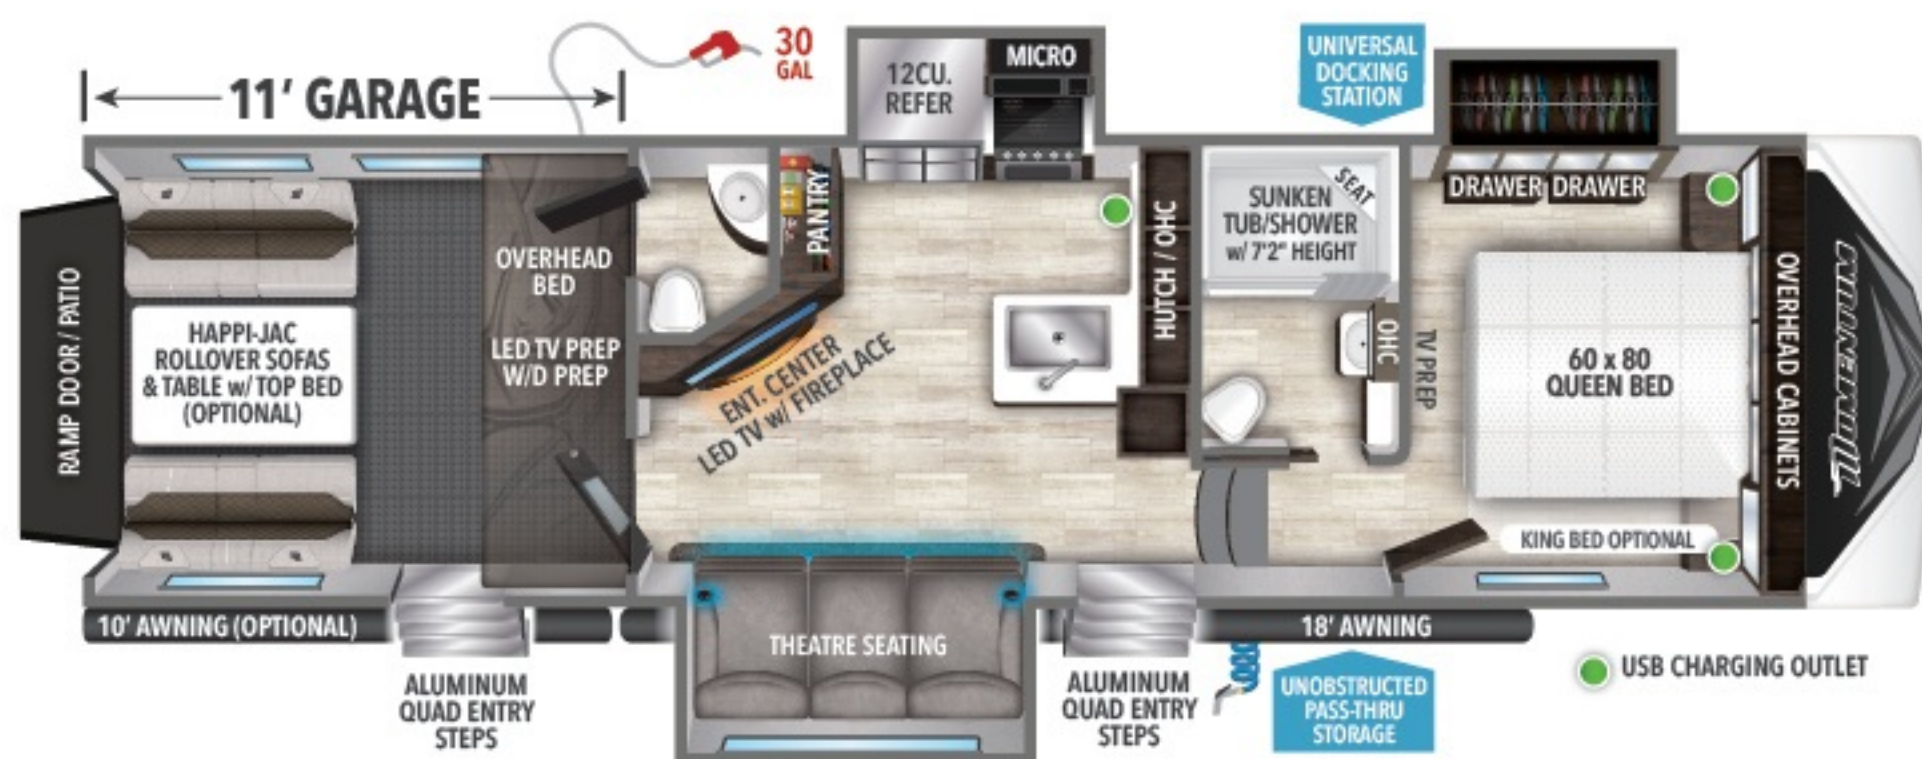 11' GARAGE
30
GAL
12CU.
REFER
MICRO
UNIVERSAL
DOCKING
STATION
RAMP DOOR / PATIO
HAPPI-JAC
ROLLOVER SOFAS
& TABLE w/ TOP BED
(OPTIONAL)
OVERHEAD
BED
LED TV PREP
W/D PREP
PANTRY
ENT. CENTER
LED TV w/ FIREPLACE
HUTCH / OHC
SUNKEN
TUB/SHOWER
w/ 7'2" HEIGHT
SEAT
OHC
TV PREP
DRAWER DRAWER
60 x 80
QUEEN BED
KING BED OPTIONAL
OVERHEAD CABINETS
MOMENTUM
10' AWNING (OPTIONAL)
ALUMINUM
QUAD ENTRY
STEPS
THEATRE SEATING
ALUMINUM
QUAD ENTRY
STEPS
18' AWNING
UNOBSTRUCTED
PASS-THRU
STORAGE
USB CHARGING OUTLET